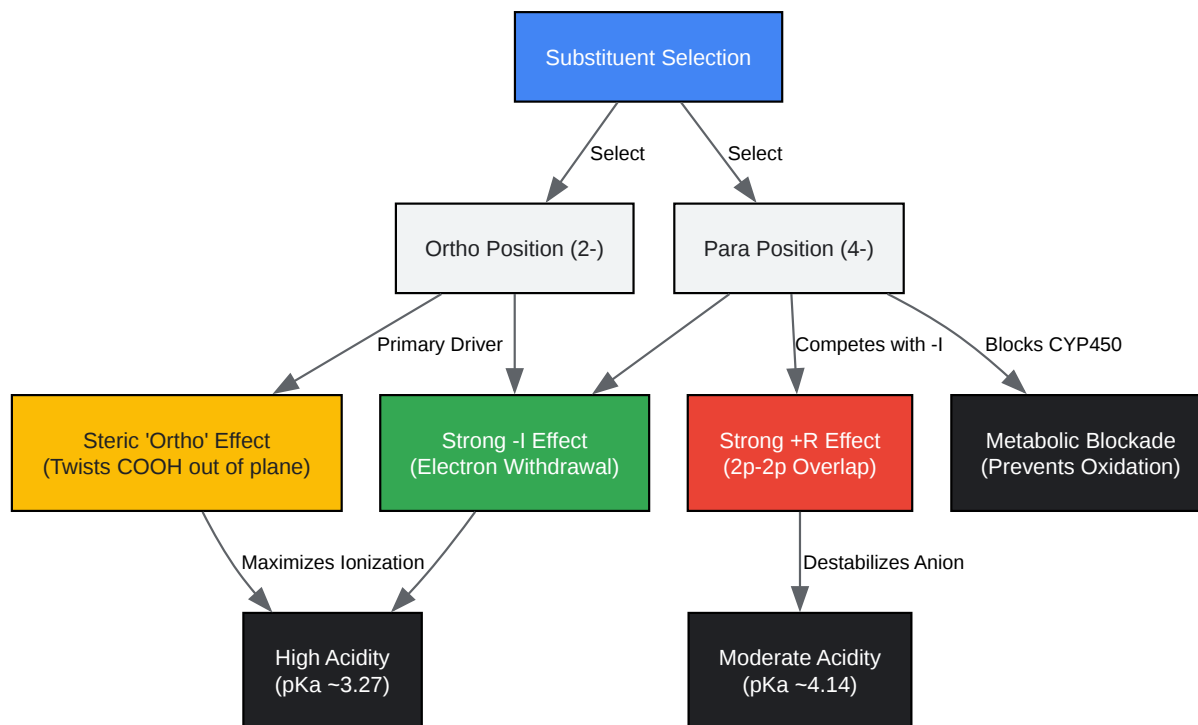 Substituent Selection
Select
Select
Ortho Position (2-)
Para Position (4-)
Primary Driver
Competes with -I
Blocks CYP450
Steric 'Ortho' Effect
(Twists COOH out of plane)
Strong -I Effect
(Electron Withdrawal)
Strong +R Effect
(2p-2p Overlap)
Metabolic Blockade
(Prevents Oxidation)
Maximizes Ionization
Destabilizes Anion
High Acidity
(pKa ~3.27)
Moderate Acidity
(pKa ~4.14)